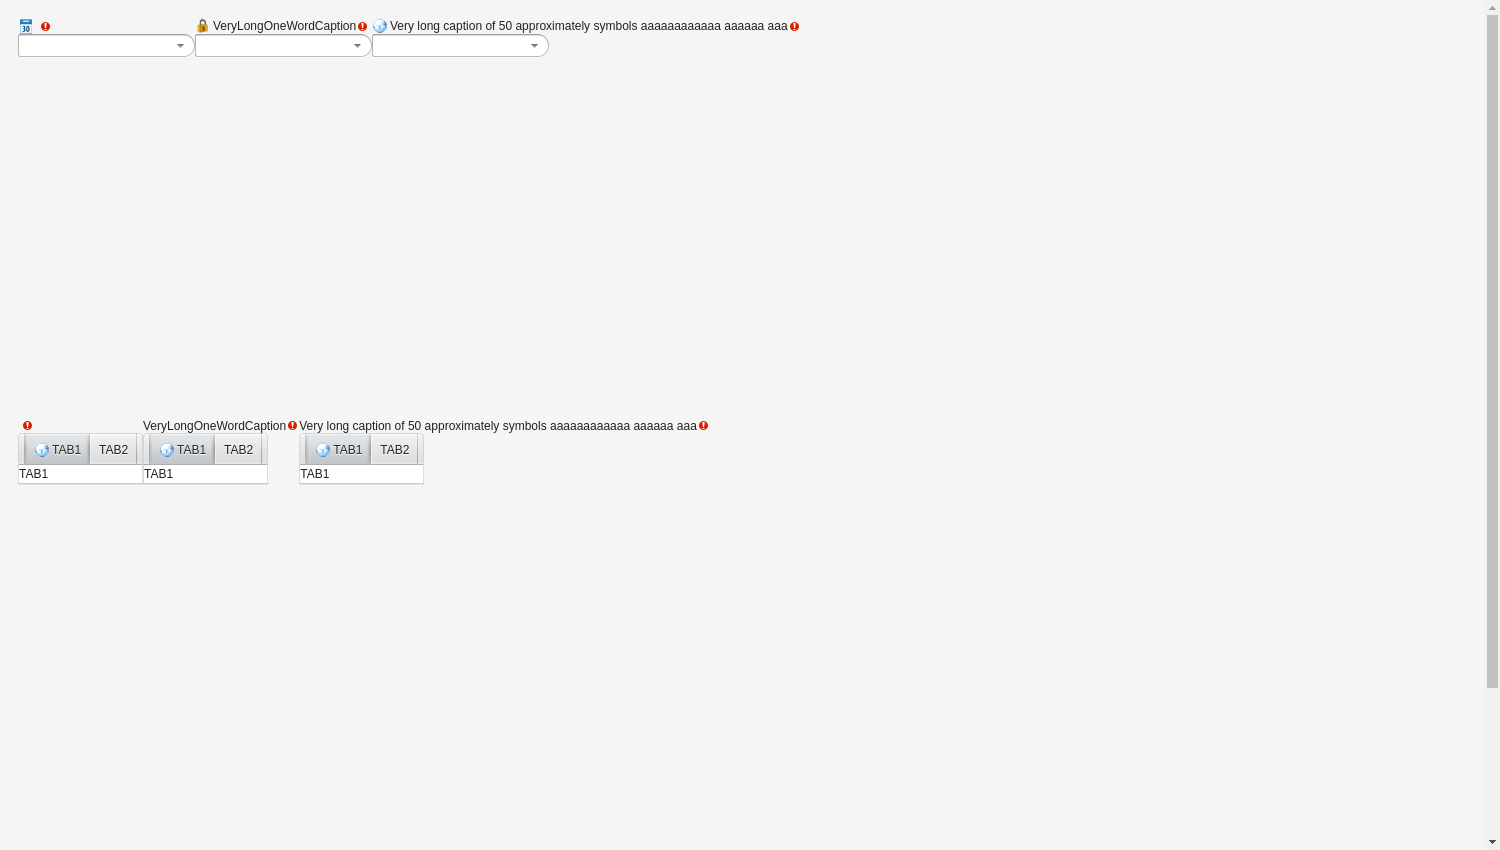 30 VeryLongOneWordCaption Very long caption of 50 approximately symbols aaaaaaaaaaaa aaaaaa aaa
VeryLongOneWordCaption Very long caption of 50 approximately symbols aaaaaaaaaaaa aaaaaa aaa
TAB1 TAB2 TAB1 TAB2 TAB1 TAB2
TAB1 TAB1 TAB1